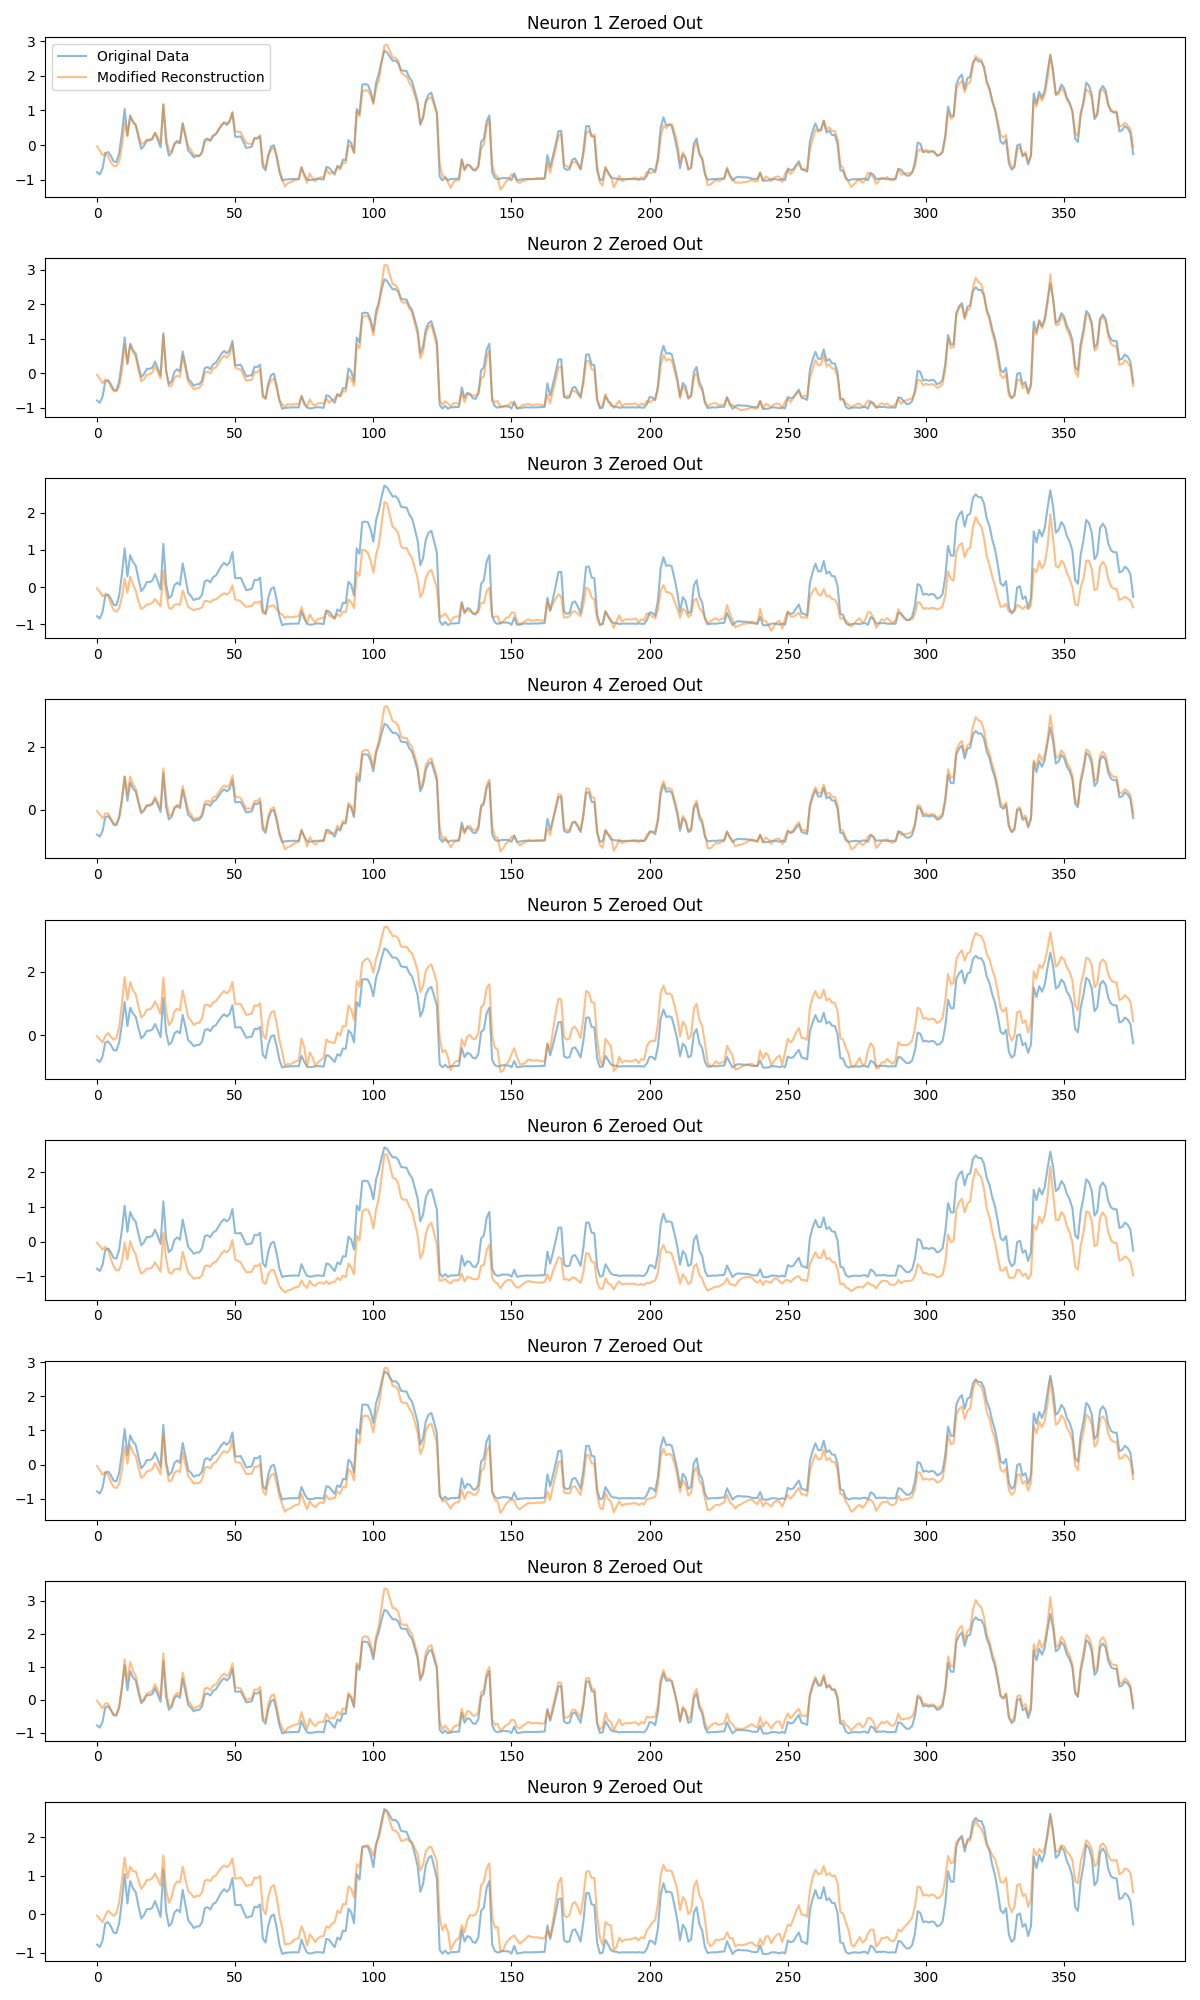 Neuron 1 Zeroed Out
Original Data
Modified Reconstruction
3
2
1
0
−1
0 50 100 150 200 250 300 350
Neuron 2 Zeroed Out
3
2
1
0
−1
0 50 100 150 200 250 300 350
Neuron 3 Zeroed Out
2
1
0
−1
0 50 100 150 200 250 300 350
Neuron 4 Zeroed Out
2
0
0 50 100 150 200 250 300 350
Neuron 5 Zeroed Out
2
0
0 50 100 150 200 250 300 350
Neuron 6 Zeroed Out
2
1
0
−1
0 50 100 150 200 250 300 350
Neuron 7 Zeroed Out
3
2
1
0
−1
0 50 100 150 200 250 300 350
Neuron 8 Zeroed Out
3
2
1
0
−1
0 50 100 150 200 250 300 350
Neuron 9 Zeroed Out
2
1
0
−1
0 50 100 150 200 250 300 350